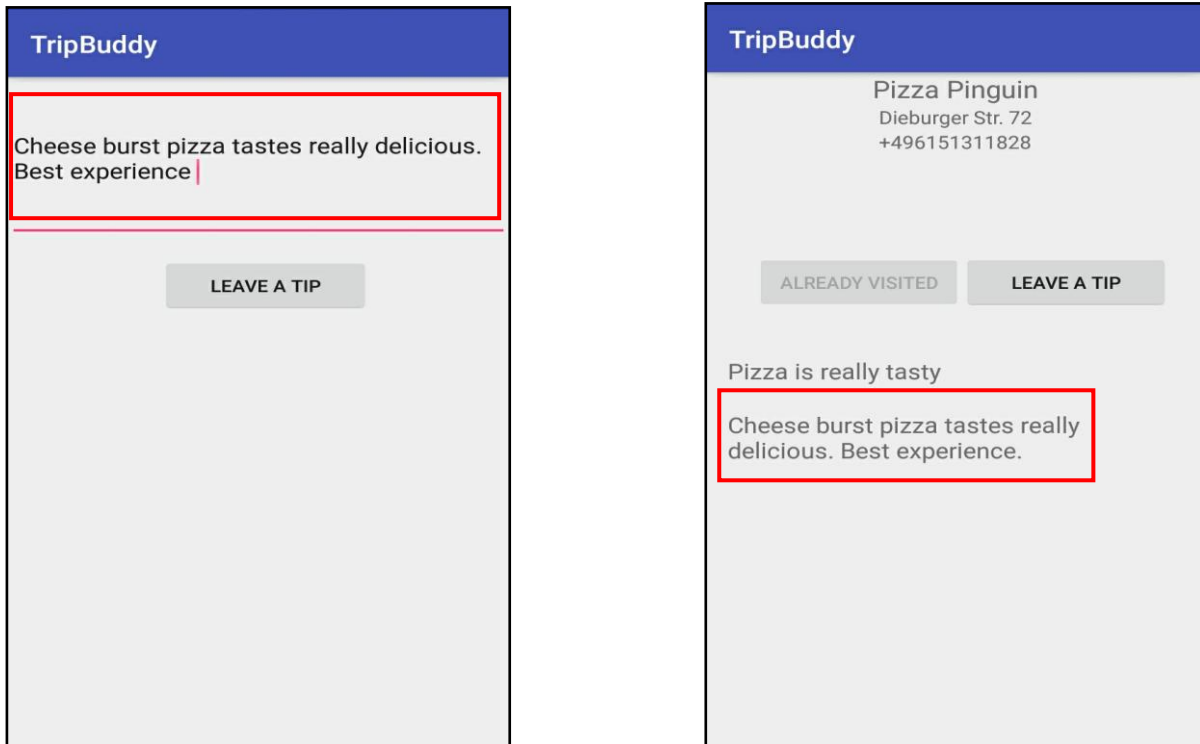 TripBuddy
Cheese burst pizza tastes really delicious.
Best experience
LEAVE A TIP
TripBuddy
Pizza Pinguin
Dieburger Str. 72
+496151311828
ALREADY VISITED
LEAVE A TIP
Pizza is really tasty
Cheese burst pizza tastes really
delicious. Best experience.